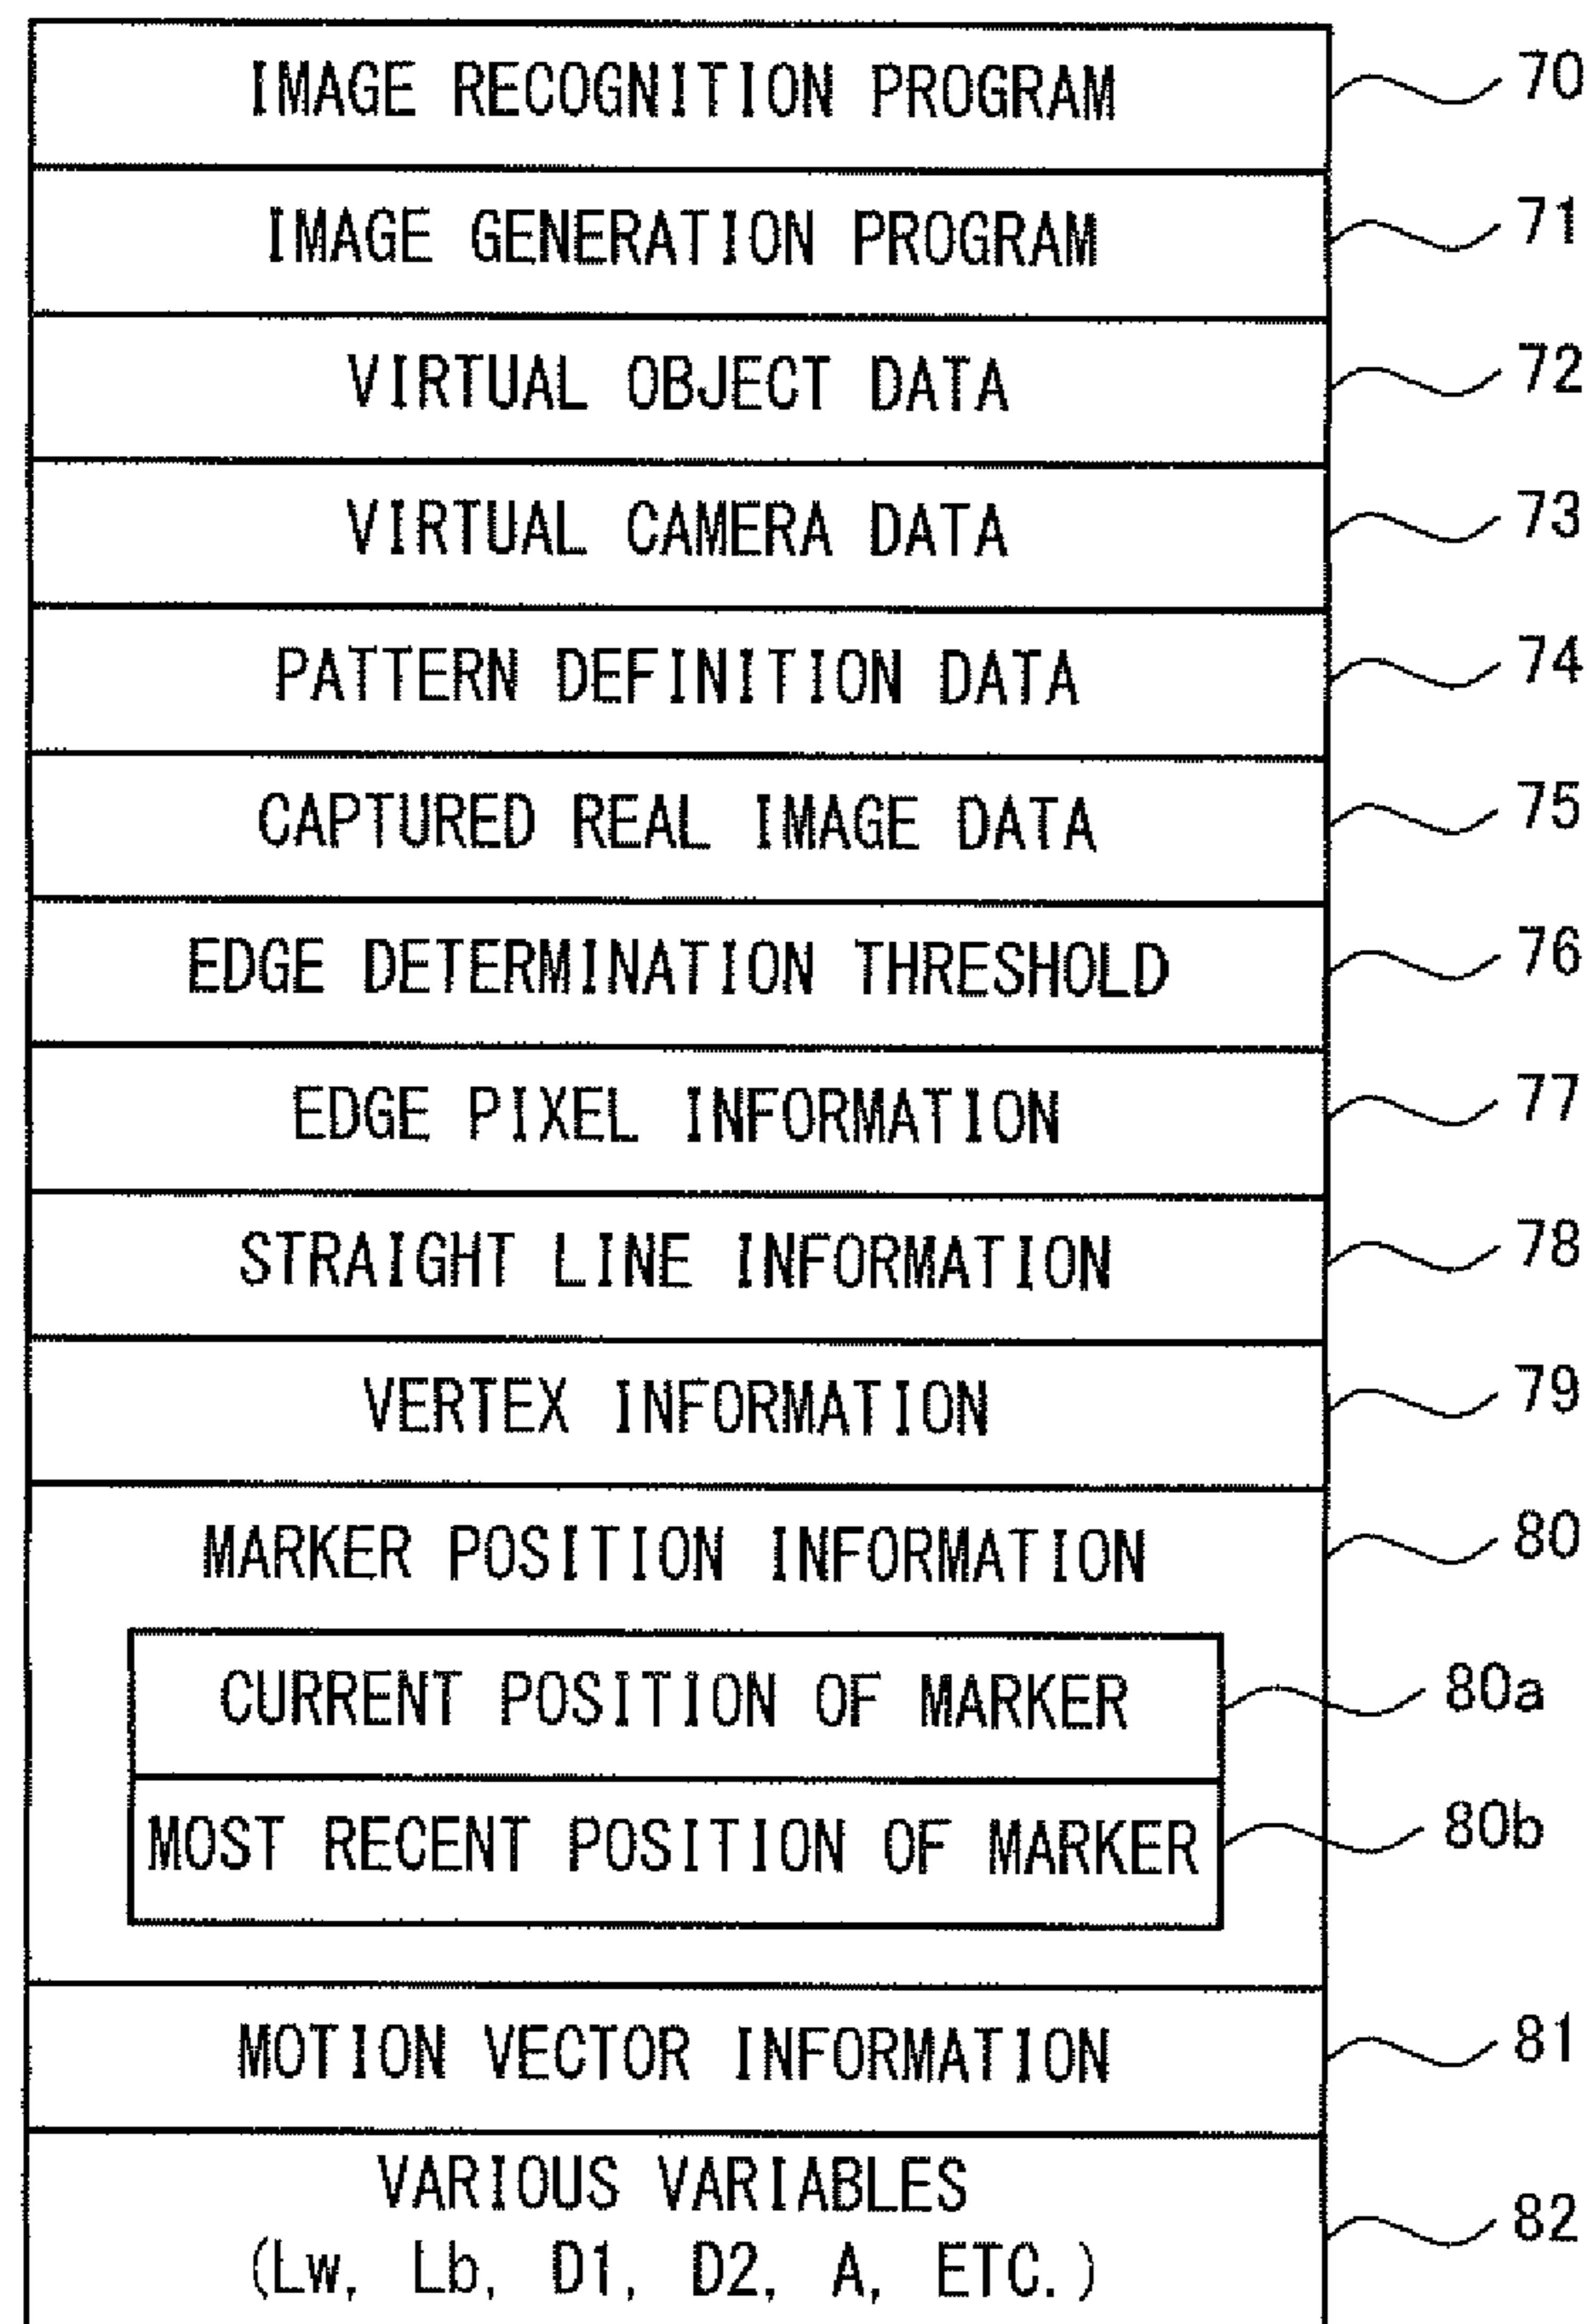 IMAGE RECOGNITION PROGRAM 70
IMAGE GENERATION PROGRAM 71
VIRTUAL OBJECT DATA 72
VIRTUAL CAMERA DATA 73
PATTERN DEFINITION DATA 74
CAPTURED REAL IMAGE DATA 75
EDGE DETERMINATION THRESHOLD 76
EDGE PIXEL INFORMATION 77
STRAIGHT LINE INFORMATION 78
VERTEX INFORMATION 79
MARKER POSITION INFORMATION 80
CURRENT POSITION OF MARKER 80a
MOST RECENT POSITION OF MARKER 80b
MOTION VECTOR INFORMATION 81
VARIOUS VARIABLES 82
(Lw, Lb, D1, D2, A, ETC.)